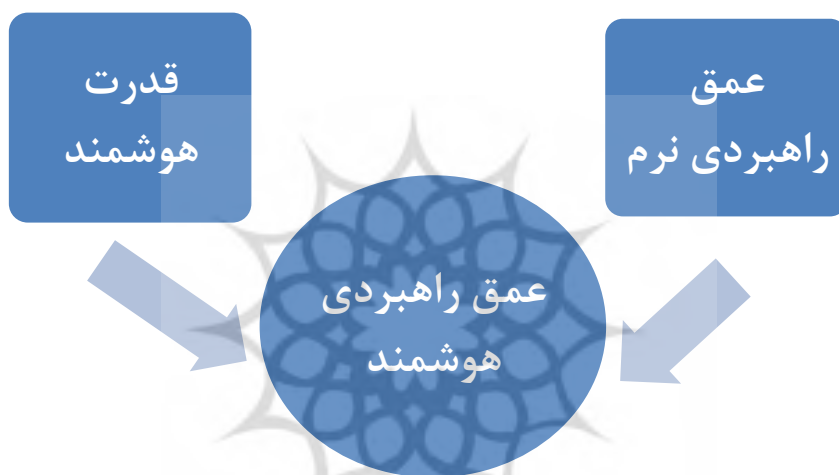 عمق
راهبردی نرم
قدرت
هوشمند
عمق راهبردی
هوشمند